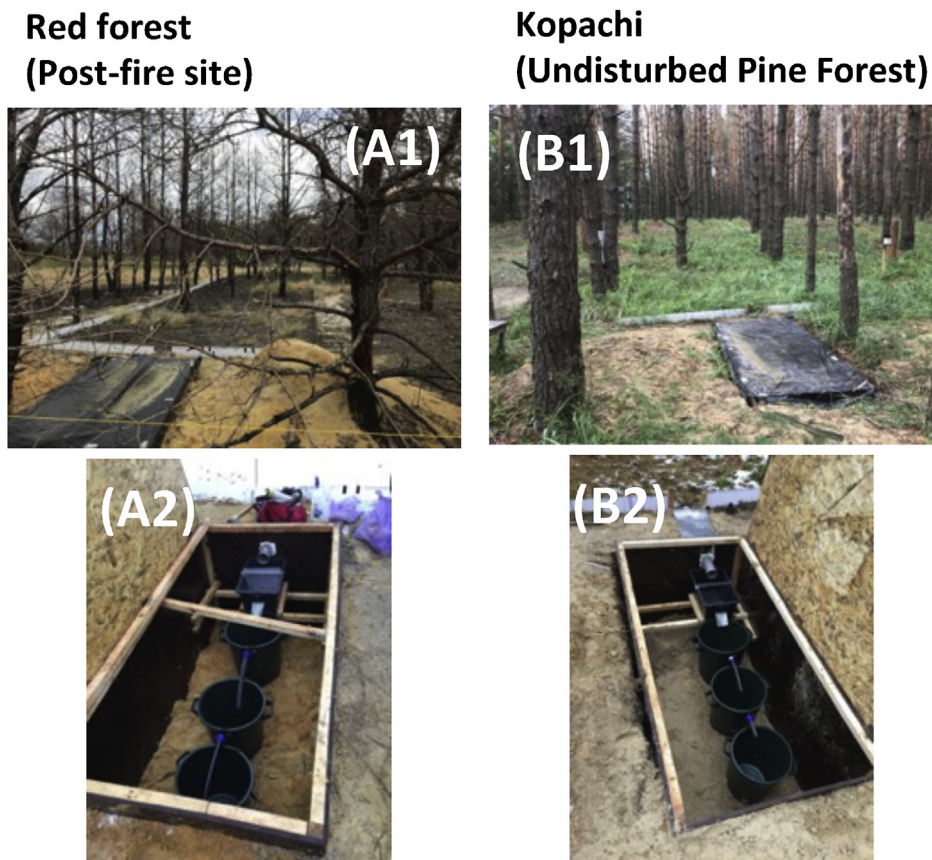 Red forest
(Post-fire site)
Kopachi
(Undisturbed Pine Forest)
(A1)
(B1)
(A2)
(B2)